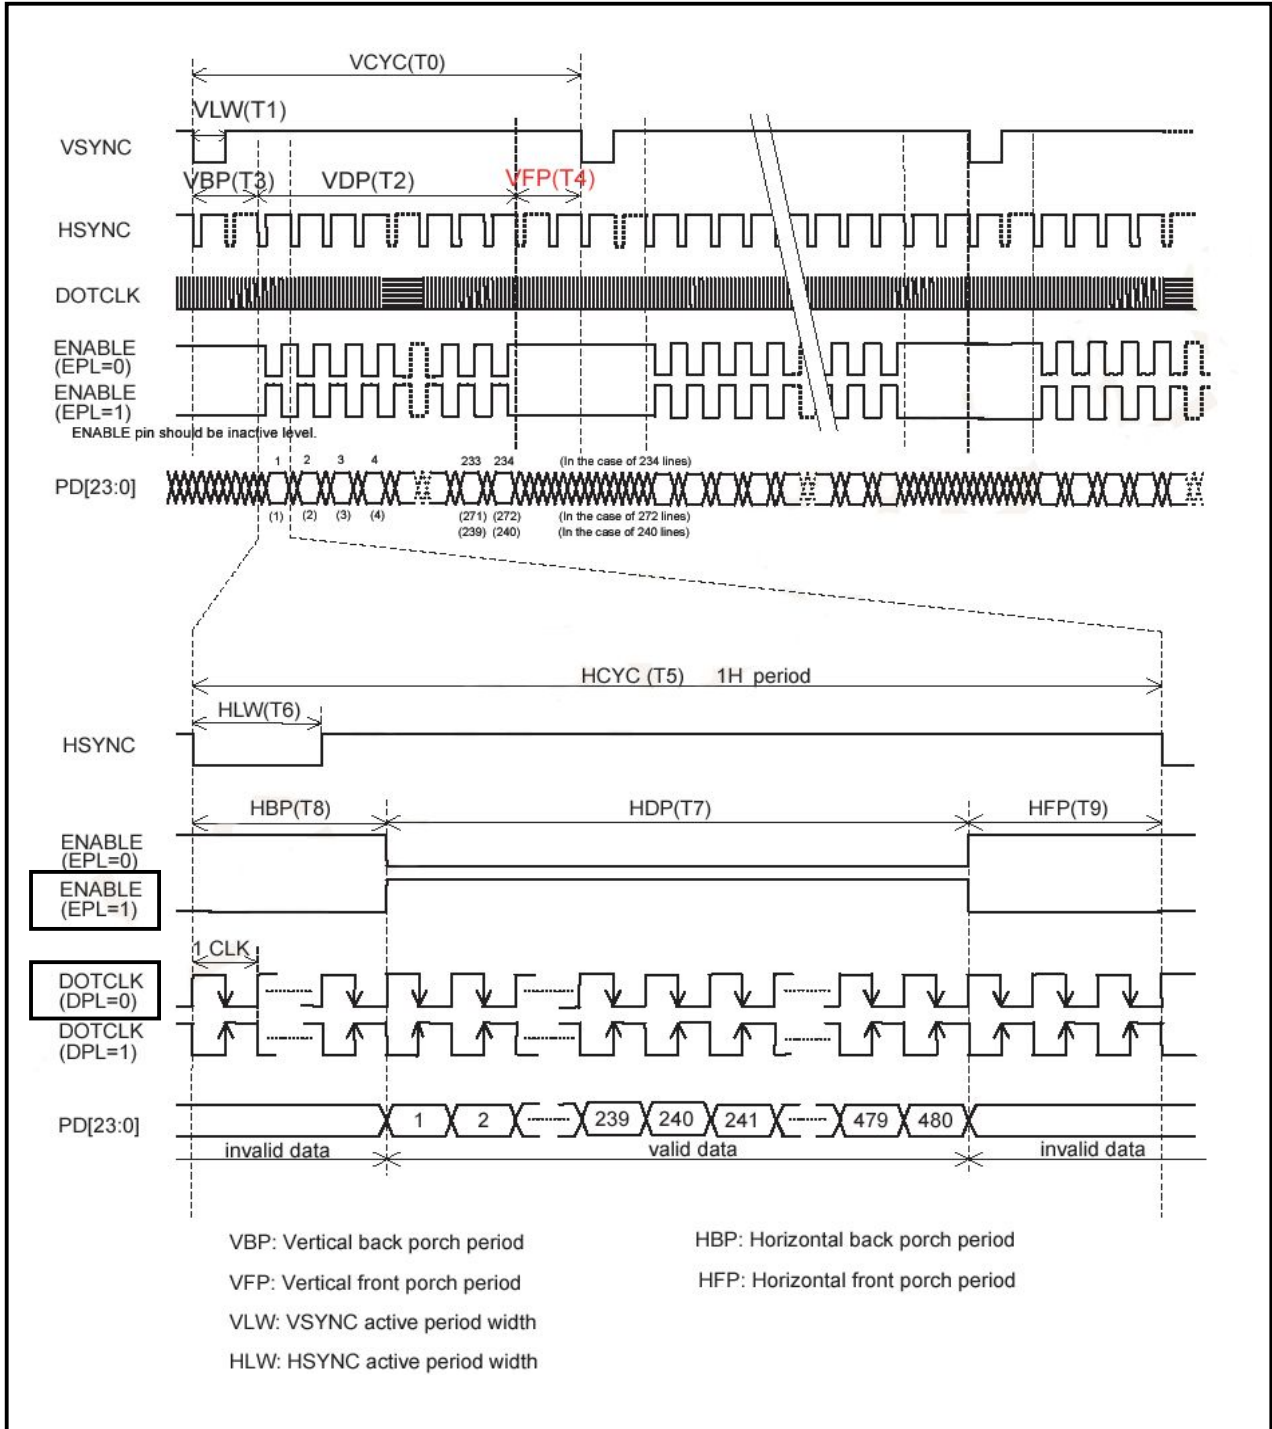 VCYC(T0)
VLW(T1)
VSYNC
VBP(T3) VDP(T2) VFP(T4)
HSYNC
DOTCLK
ENABLE
(EPL=0)
ENABLE
(EPL=1)
ENABLE pin should be inactive level.
1 2 3 4 233 234 (In the case of 234 lines)
PD[23:0]
(1) (2) (3) (4) (271) (272) (In the case of 272 lines)
(239) (240) (In the case of 240 lines)
HCYC (T5) 1H period
HLW(T6)
HSYNC
HBP(T8) HDP(T7) HFP(T9)
ENABLE
(EPL=0)
ENABLE
(EPL=1)
1 CLK
DOTCLK
(DPL=0)
DOTCLK
(DPL=1)
PD[23:0] 1 2 239 240 241 479 480
invalid data valid data invalid data
VBP: Vertical back porch period HBP: Horizontal back porch period
VFP: Vertical front porch period HFP: Horizontal front porch period
VLW: VSYNC active period width
HLW: HSYNC active period width